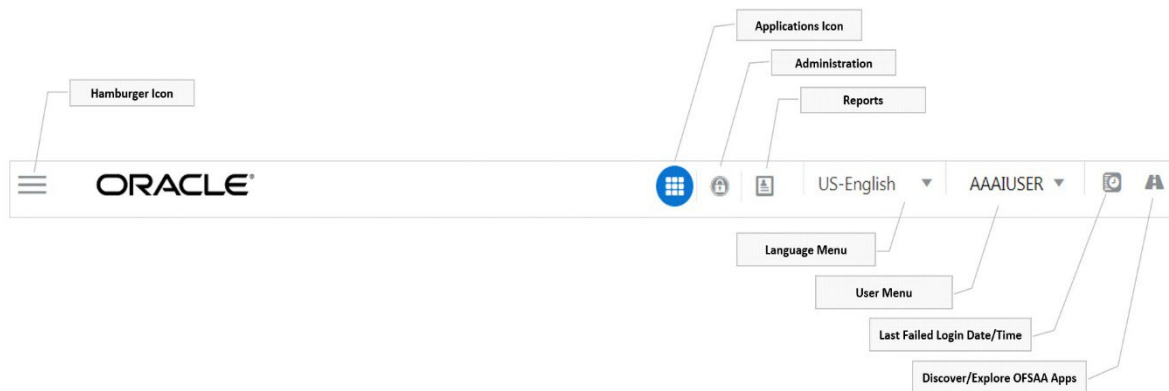 Applications Icon
Administration
Hamburger Icon
Reports
ORACLE®
US-English
AAAIUSER
Language Menu
User Menu
Last Failed Login Date/Time
Discover/Explore OFSAA Apps